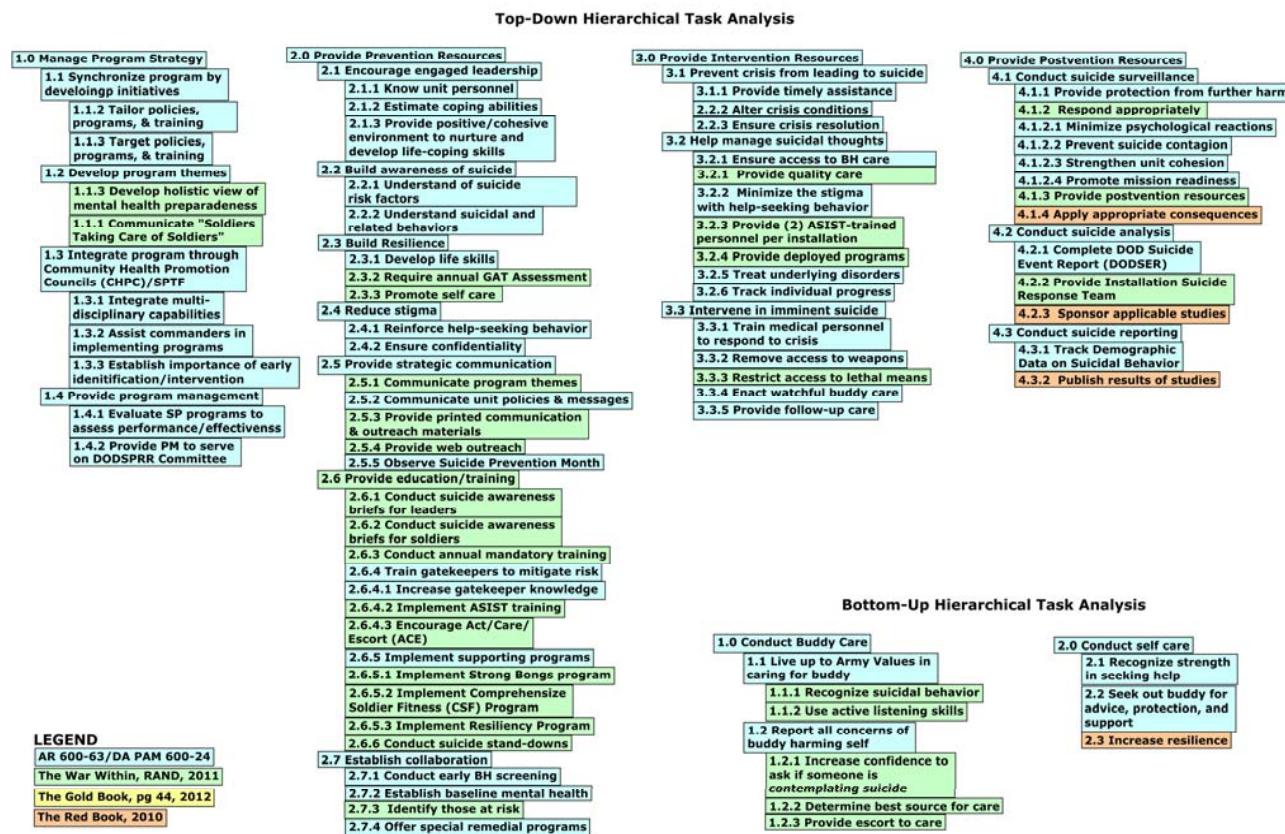 Top-Down Hierarchical Task Analysis
1.0 Manage Program Strategy
1.1 Synchronize program by
developingp initiatives
1.1.2 Tailor policies,
programs, & training
1.1.3 Target policies,
programs, & training
1.2 Develop program themes
1.1.3 Develop holistic view of
mental health preparadeness
1.1.1 Communicate "Soldiers
Taking Care of Soldiers"
1.3 Integrate program through
Community Health Promotion
Councils (CHPC)/SPTF
1.3.1 Integrate multi-
disciplinary capabilities
1.3.2 Assist commanders in
implementing programs
1.3.3 Establish importance of early
idenitification/intervention
1.4 Provide program management
1.4.1 Evaluate SP programs to
assess performance/effectivenss
1.4.2 Provide PM to serve
on DODSPRR Committee
2.0 Provide Prevention Resources
2.1 Encourage engaged leadership
2.1.1 Know unit personnel
2.1.2 Estimate coping abilities
2.1.3 Provide positive/cohesive
environment to nurture and
develop life-coping skills
2.2 Build awareness of suicide
2.2.1 Understand of suicide
risk factors
2.2.2 Understand suicidal and
related behaviors
2.3 Build Resilience
2.3.1 Develop life skills
2.3.2 Require annual GAT Assessment
2.3.3 Promote self care
2.4 Reduce stigma
2.4.1 Reinforce help-seeking behavior
2.4.2 Ensure confidentiality
2.5 Provide strategic communication
2.5.1 Communicate program themes
2.5.2 Communicate unit policies & messages
2.5.3 Provide printed communication
& outreach materials
2.5.4 Provide web outreach
2.5.5 Observe Suicide Prevention Month
2.6 Provide education/training
2.6.1 Conduct suicide awareness
briefs for leaders
2.6.2 Conduct suicide awareness
briefs for soldiers
2.6.3 Conduct annual mandatory training
2.6.4 Train gatekeepers to mitigate risk
2.6.4.1 Increase gatekeeper knowledge
2.6.4.2 Implement ASIST training
2.6.4.3 Encourage Act/Care/
Escort (ACE)
2.6.5 Implement supporting programs
2.6.5.1 Implement Strong Bongs program
2.6.5.2 Implement Comprehensize
Soldier Fitness (CSF) Program
2.6.5.3 Implement Resiliency Program
2.6.6 Conduct suicide stand-downs
2.7 Establish collaboration
2.7.1 Conduct early BH screening
2.7.2 Establish baseline mental health
2.7.3 Identify those at risk
2.7.4 Offer special remedial programs
3.0 Provide Intervention Resources
3.1 Prevent crisis from leading to suicide
3.1.1 Provide timely assistance
2.2.2 Alter crisis conditions
2.2.3 Ensure crisis resolution
3.2 Help manage suicidal thoughts
3.2.1 Ensure access to BH care
3.2.1 Provide quality care
3.2.2 Minimize the stigma
with help-seeking behavior
3.2.3 Provide (2) ASIST-trained
personnel per installation
3.2.4 Provide deployed programs
3.2.5 Treat underlying disorders
3.2.6 Track individual progress
3.3 Intervene in imminent suicide
3.3.1 Train medical personnel
to respond to crisis
3.3.2 Remove access to weapons
3.3.3 Restrict access to lethal means
3.3.4 Enact watchful buddy care
3.3.5 Provide follow-up care
4.0 Provide Postvention Resources
4.1 Conduct suicide surveillance
4.1.1 Provide protection from further harm
4.1.2 Respond appropriately
4.1.2.1 Minimize psychological reactions
4.1.2.2 Prevent suicide contagion
4.1.2.3 Strengthen unit cohesion
4.1.2.4 Promote mission readiness
4.1.3 Provide postvention resources
4.1.4 Apply appropriate consequences
4.2 Conduct suicide analysis
4.2.1 Complete DOD Suicide
Event Report (DODSER)
4.2.2 Provide Installation Suicide
Response Team
4.2.3 Sponsor applicable studies
4.3 Conduct suicide reporting
4.3.1 Track Demographic
Data on Suicidal Behavior
4.3.2 Publish results of studies
Bottom-Up Hierarchical Task Analysis
1.0 Conduct Buddy Care
1.1 Live up to Army Values in
caring for buddy
1.1.1 Recognize suicidal behavior
1.1.2 Use active listening skills
1.2 Report all concerns of
buddy harming self
1.2.1 Increase confidence to
ask if someone is
contemplating suicide
1.2.2 Determine best source for care
1.2.3 Provide escort to care
2.0 Conduct self care
2.1 Recognize strength
in seeking help
2.2 Seek out buddy for
advice, protection, and
support
2.3 Increase resilience
LEGEND
AR 600-63/DA PAM 600-24
The War Within, RAND, 2011
The Gold Book, pg 44, 2012
The Red Book, 2010